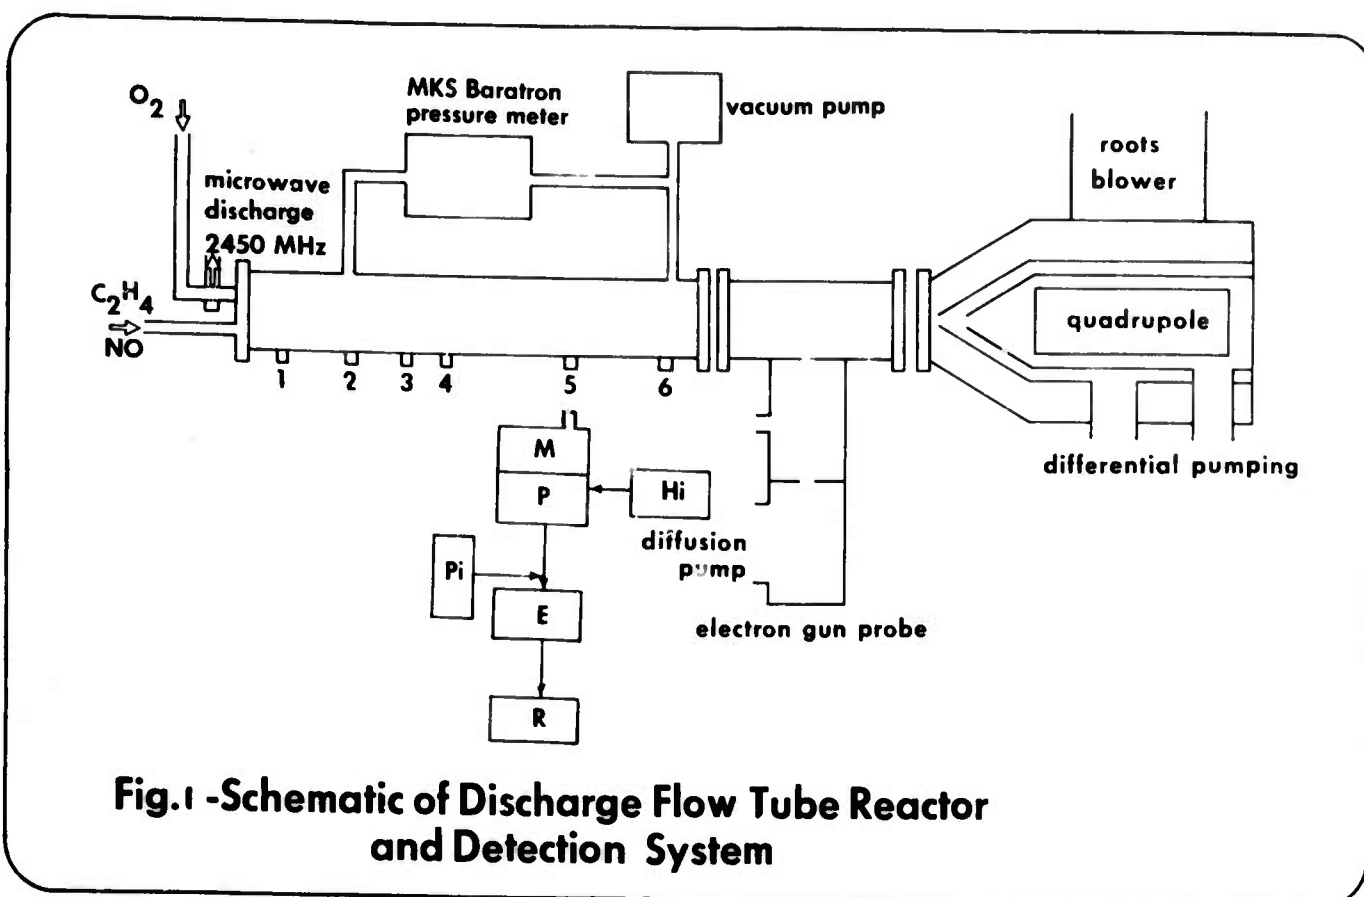 O2
MKS Baratron
pressure meter
vacuum pump
roots
blower
microwave
discharge
2450 MHz
C2H4
NO
quadrupole
1 2 3 4 5 6
differential pumping
M
P
Hi
diffusion
pump
Pi
E
electron gun probe
R
Fig.1 -Schematic of Discharge Flow Tube Reactor
and Detection System